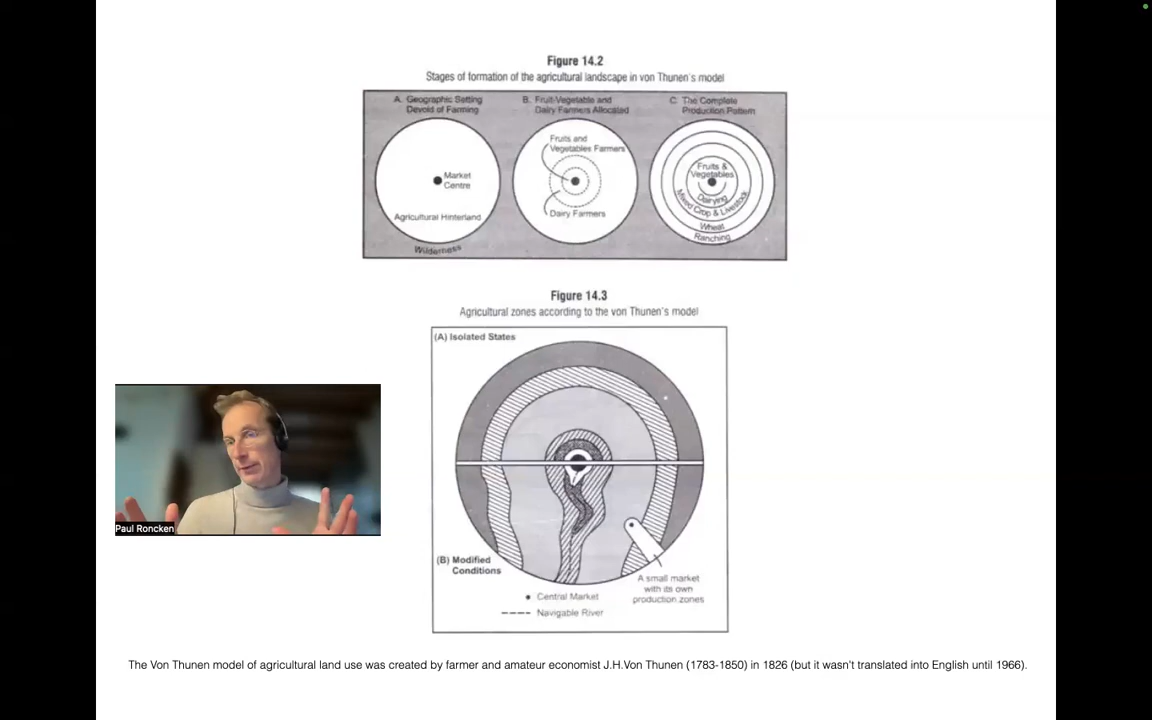 Figure 14.2
Stages of formation of the agricultural landscape in von Thunen's model
A. Geographic Setting
Devoid of Farming
B. Fruit-Vegetable and
Dairy Farmers Allocated
C. The Complete
Production Pattern
Market
Centre
Agricultural Hinterland
Wilderness
Fruits and
Vegetables Farmers
Dairy Farmers
Fruits &
Vegetables
Dairying
Mixed Crop & Livestock
Wheat
Ranching
Figure 14.3
Agricultural zones according to the von Thunen's model
(A) Isolated States
(B) Modified
Conditions
A small market
with its own
production zones
Central Market
Navigable River
Paul Roncken
The Von Thunen model of agricultural land use was created by farmer and amateur economist J.H.Von Thunen (1783-1850) in 1826 (but it wasn't translated into English until 1966).